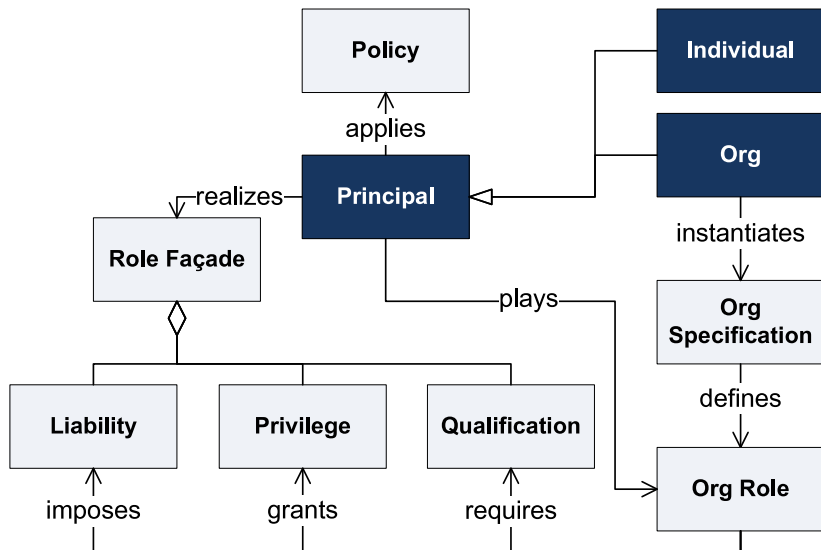 Policy
Individual
applies
Org
realizes
Principal
Role Façade
instantiates
plays
Org
Specification
Liability
Privilege
Qualification
defines
Org Role
imposes
grants
requires